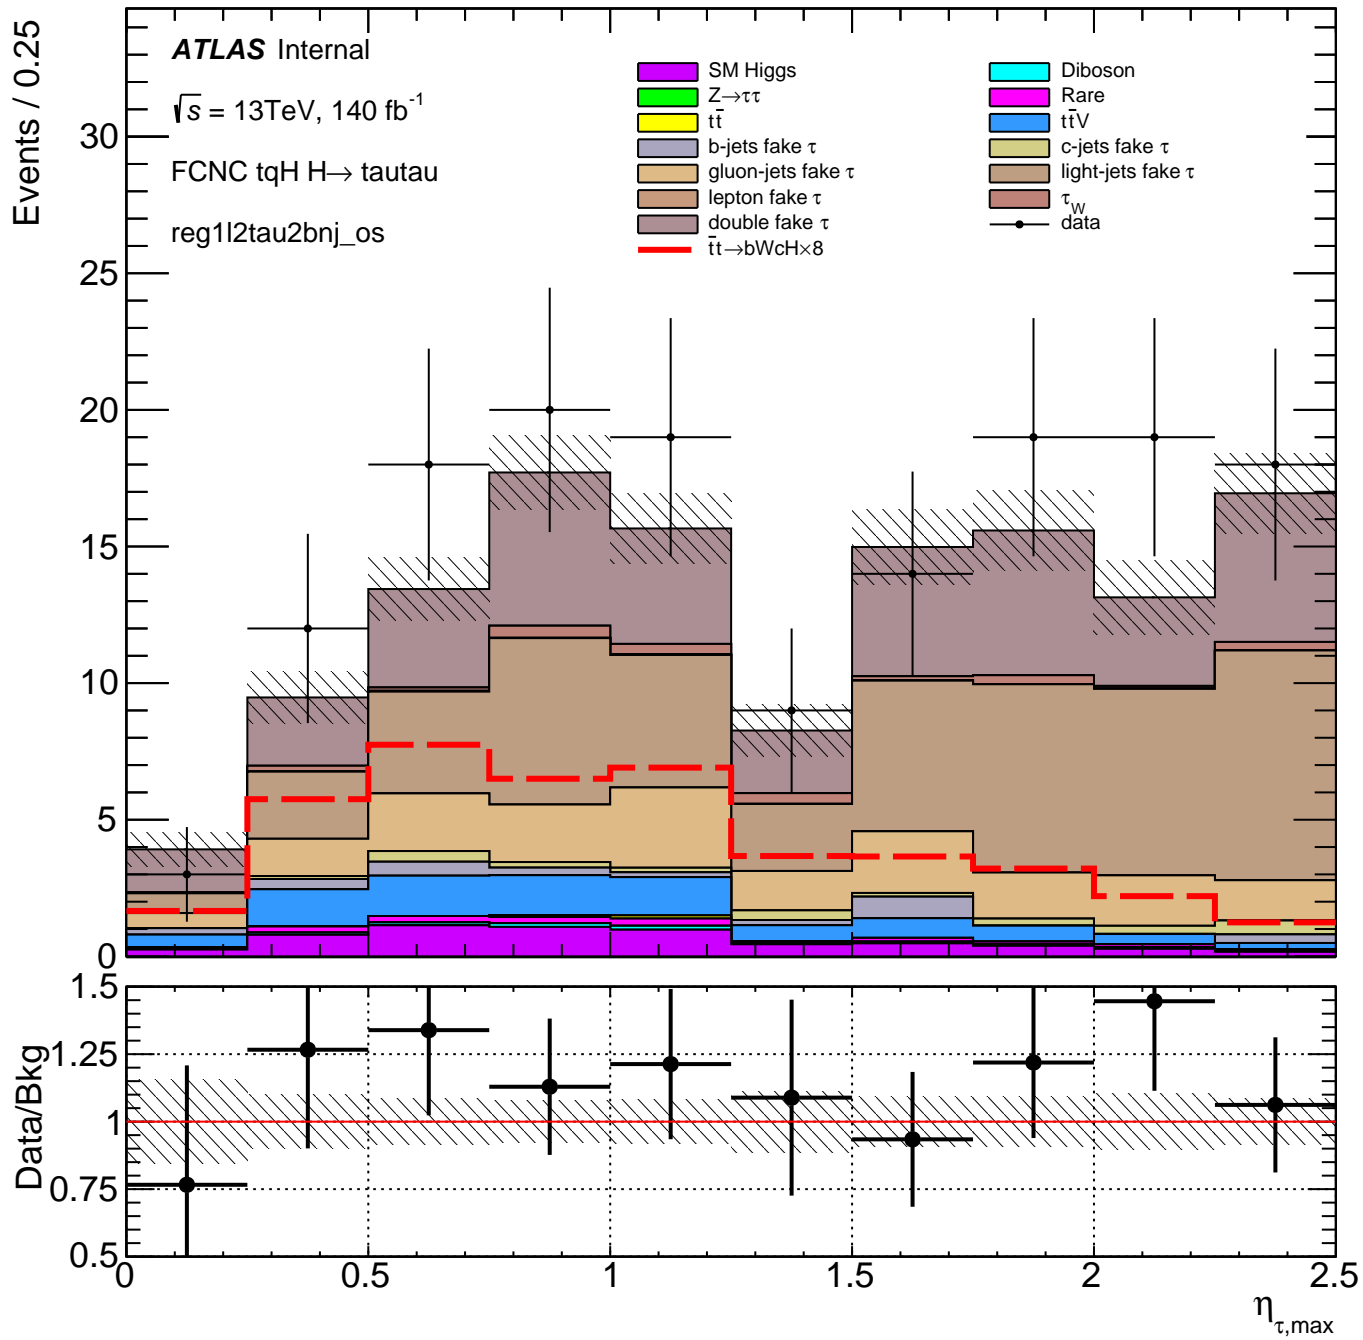 Events / 0.25
ATLAS Internal
√s = 13TeV, 140 fb⁻¹
FCNC tqH H→ tautau
reg1l2tau2bnj_os
SM Higgs
Z→ττ
tt̄
b-jets fake τ
gluon-jets fake τ
lepton fake τ
double fake τ
t̄t→bWcH×8
Diboson
Rare
tt̄V
c-jets fake τ
light-jets fake τ
τ_W
data
30
25
20
15
10
5
0
Data/Bkg
1.5
1.25
1
0.75
0.5
0
0.5
1
1.5
2
2.5
η_τ,max